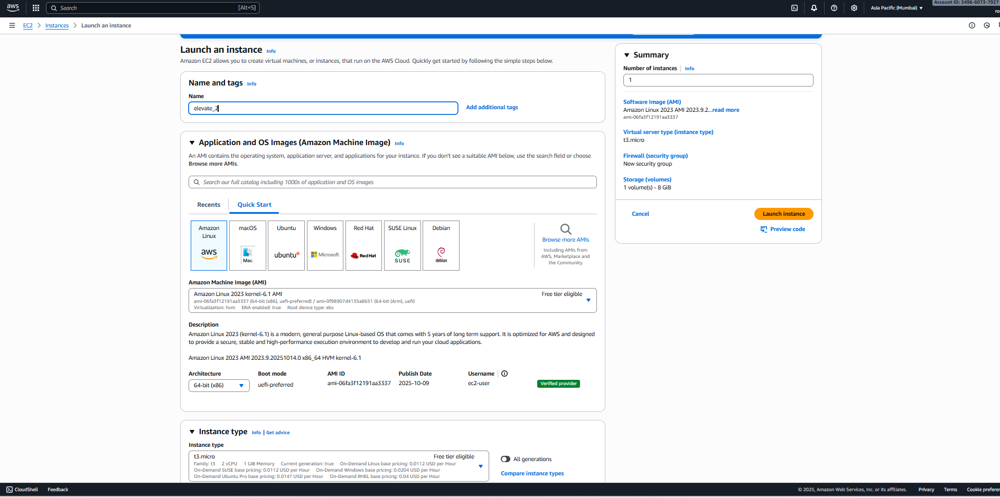 aws
Search [Alt+S]
Asia Pacific (Mumbai)
Account ID: 3496-6073-7927
EC2 > Instances > Launch an instance
Launch an instance Info
Amazon EC2 allows you to create virtual machines, or instances, that run on the AWS Cloud. Quickly get started by following the simple steps below.
Name and tags Info
Name
elevate_2
Add additional tags
Application and OS Images (Amazon Machine Image) Info
An AMI contains the operating system, application server, and applications for your instance. If you don't see a suitable AMI below, use the search field or choose
Browse more AMIs.
Search our full catalog including 1000s of application and OS images
Recents
Quick Start
Amazon
Linux
aws
macOS
Mac
Ubuntu
ubuntu
Windows
Microsoft
Red Hat
Red Hat
SUSE Linux
SUSE
Debian
debian
Browse more AMIs
Including AMIs from
AWS, Marketplace and
the Community
Amazon Machine Image (AMI)
Amazon Linux 2023 kernel-6.1 AMI Free tier eligible
ami-06fa3f12191aa3337 (64-bit (x86), uefi-preferred) / ami-0f98907d4135a8651 (64-bit (Arm), uefi)
Virtualization: hvm ENA enabled: true Root device type: ebs
Description
Amazon Linux 2023 (kernel-6.1) is a modern, general purpose Linux-based OS that comes with 5 years of long term support. It is optimized for AWS and designed
to provide a secure, stable and high-performance execution environment to develop and run your cloud applications.
Amazon Linux 2023 AMI 2023.9.20251014.0 x86_64 HVM kernel-6.1
Architecture Boot mode AMI ID Publish Date Username
64-bit (x86) uefi-preferred ami-06fa3f12191aa3337 2025-10-09 ec2-user Verified provider
Instance type Info | Get advice
Instance type
t3.micro Free tier eligible
Family: t3 2 vCPU 1 GiB Memory Current generation: true On-Demand Linux base pricing: 0.0112 USD per Hour
On-Demand SUSE base pricing: 0.0112 USD per Hour On-Demand Windows base pricing: 0.0204 USD per Hour
On-Demand Ubuntu Pro base pricing: 0.0147 USD per Hour On-Demand RHEL base pricing: 0.04 USD per Hour
All generations
Compare instance types
Summary
Number of instances Info
1
Software Image (AMI)
Amazon Linux 2023 AMI 2023.9.2...read more
ami-06fa3f12191aa3337
Virtual server type (instance type)
t3.micro
Firewall (security group)
New security group
Storage (volumes)
1 volume(s) - 8 GiB
Cancel
Launch instance
Preview code
CloudShell Feedback
© 2025, Amazon Web Services, Inc. or its affiliates. Privacy Terms Cookie